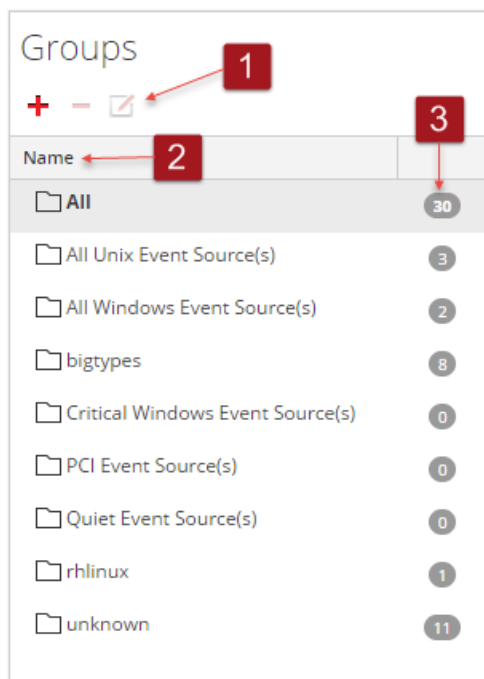 Groups
1
3
Name
2
All 30
All Unix Event Source(s) 3
All Windows Event Source(s) 2
bigtypes 8
Critical Windows Event Source(s) 0
PCI Event Source(s) 0
Quiet Event Source(s) 0
rhlinux 1
unknown 11